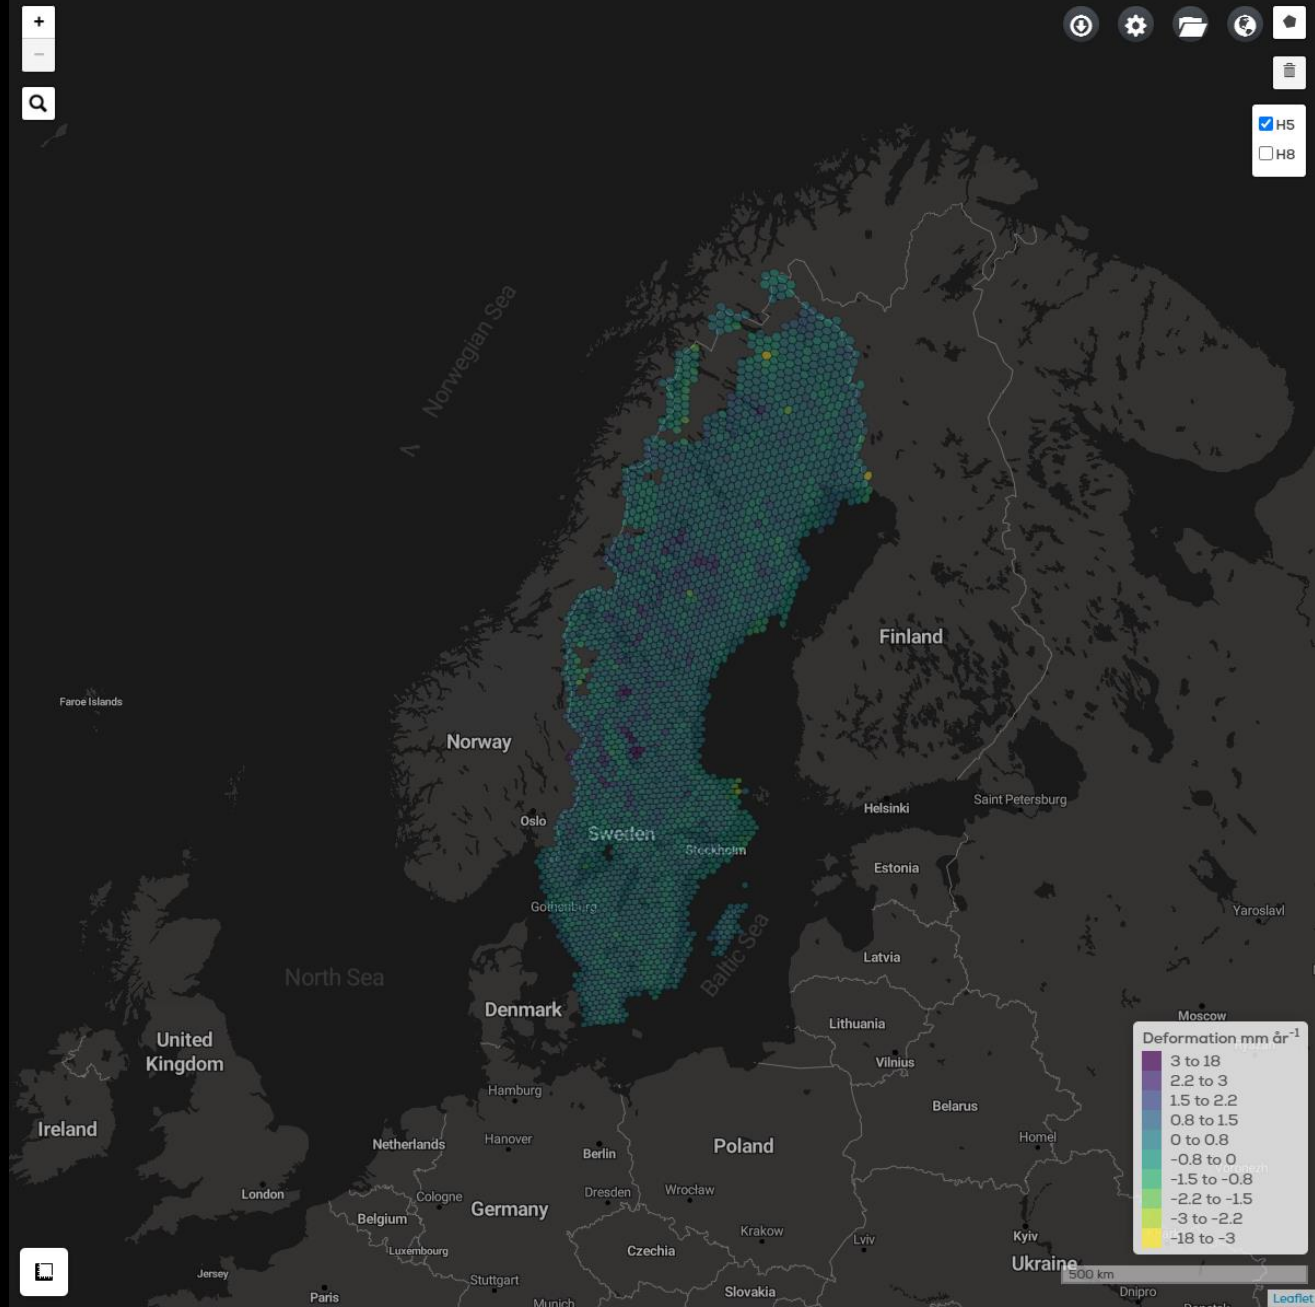 +
−
H5
H8
Norwegian Sea
Finland
Faroe Islands
Norway
Saint Petersburg
Helsinki
Oslo
Sweden
Stockholm
Estonia
Gothenburg
Yaroslavl
Baltic Sea
Latvia
North Sea
Denmark
Moscow
Lithuania
United
Kingdom
Vilnius
Deformation mm år-1
3 to 18
2.2 to 3
1.5 to 2.2
0.8 to 1.5
0 to 0.8
-0.8 to 0
-1.5 to -0.8
-2.2 to -1.5
-3 to -2.2
-18 to -3
Hamburg
Belarus
Ireland
Netherlands
Hanover
Berlin
Poland
Homel
Voronezh
London
Cologne
Dresden
Wrocław
Belgium
Germany
Krakow
Lviv
Kyiv
Luxembourg
Czechia
Ukraine
Jersey
Stuttgart
500 km
Paris
Munich
Slovakia
Dnipro
Leaflet